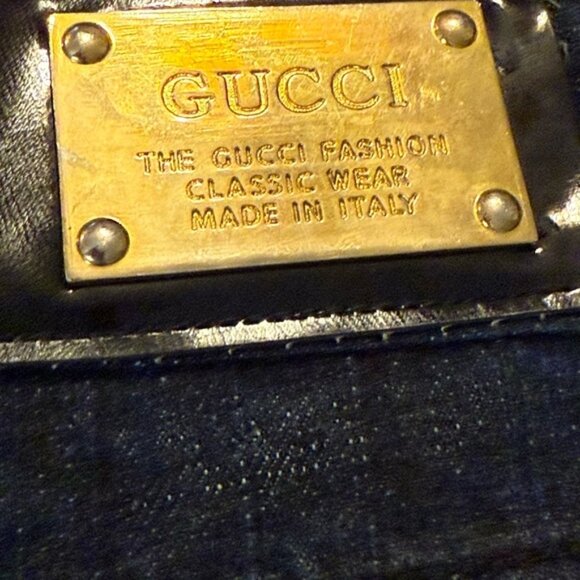 GUCCI
THE GUCCI FASHION
CLASSIC WEAR
MADE IN ITALY